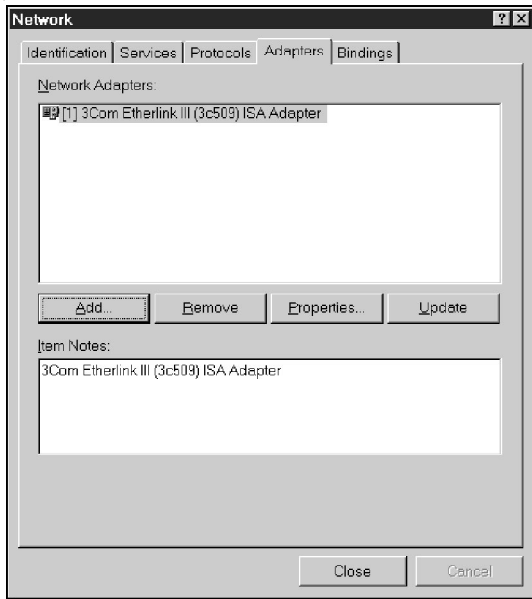 Network
Identification Services Protocols Adapters Bindings
Network Adapters:
[1] 3Com Etherlink III (3c509) ISA Adapter
Add... Remove Properties... Update
Item Notes:
3Com Etherlink III (3c509) ISA Adapter
Close Cancel